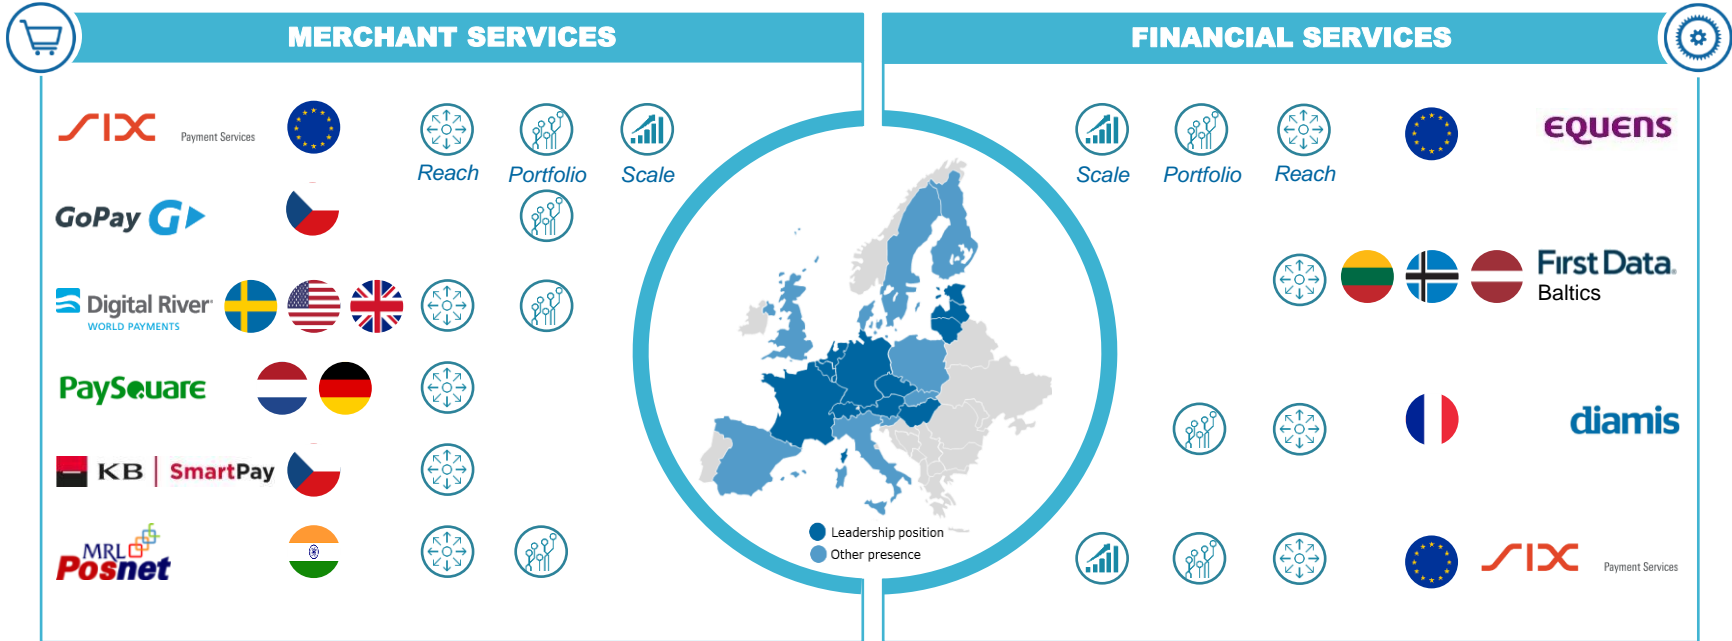 MERCHANT SERVICES
SIX Payment Services
Reach Portfolio Scale
GoPay G
Digital River
WORLD PAYMENTS
PaySquare
KB | SmartPay
MRL
Posnet
Leadership position
Other presence
FINANCIAL SERVICES
Scale Portfolio Reach
eQuens
First Data.
Baltics
diamis
SIX Payment Services